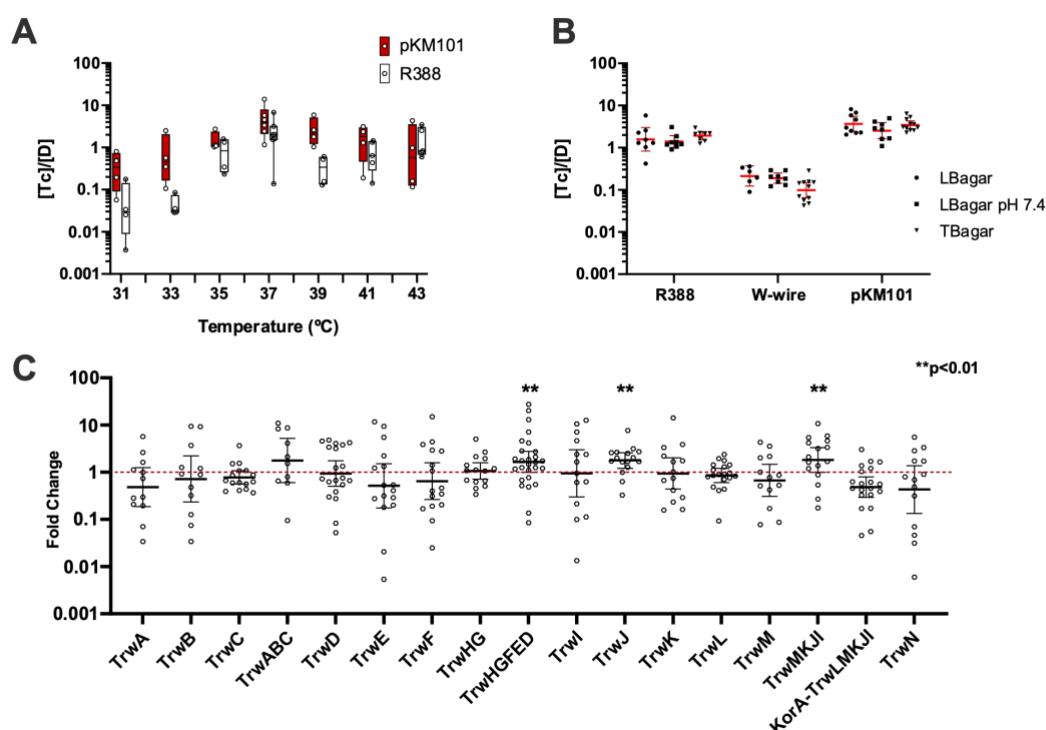 A
pKM101
R388
[Tc]/[D]
100
10
1
0.1
0.01
0.001
31 33 35 37 39 41 43
Temperature (ºC)
B
[Tc]/[D]
100
10
1
0.1
0.01
0.001
LBagar
LBagar pH 7.4
TBagar
R388 W-wire pKM101
C
**p<0.01
Fold Change
100
10
1
0.1
0.01
0.001
** ** **
TrwA
TrwB
TrwC
TrwABC
TrwD
TrwE
TrwF
TrwHG
TrwHGFED
TrwI
TrwJ
TrwK
TrwL
TrwM
TrwMKJI
KorA-TrwLMKJI
TrwN